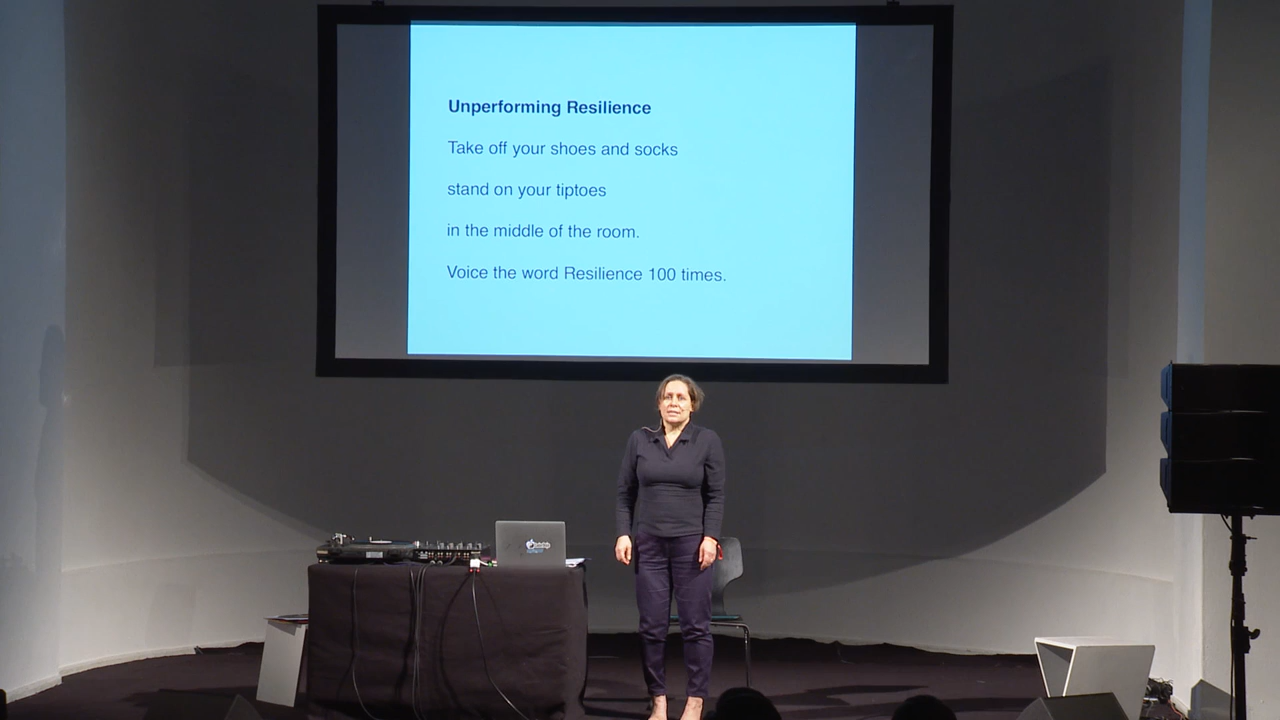 Unperforming Resilience
Take off your shoes and socks
stand on your tiptoes
in the middle of the room.
Voice the word Resilience 100 times.